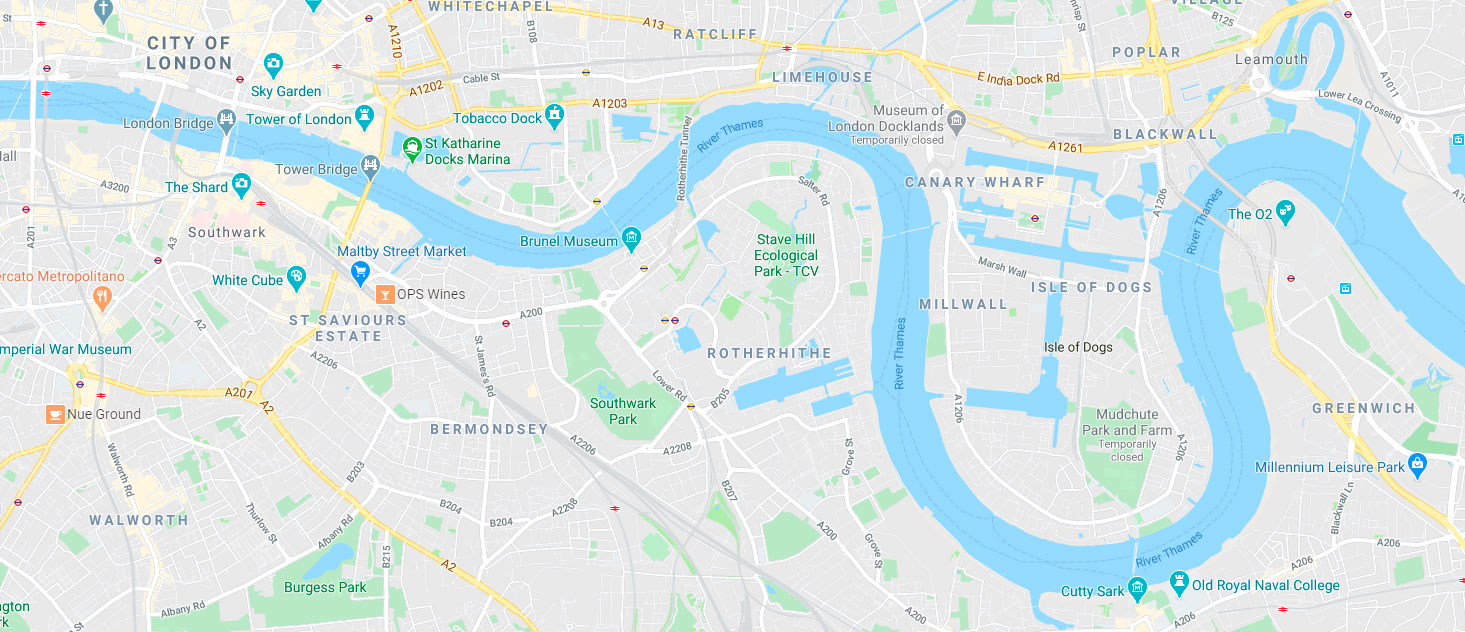 St
WHITECHAPEL
A13
RATCLIFF
VILLAGE
B125
CITY OF
LONDON
A1210
B108
POPLAR
Leamouth
Sky Garden
Cable St
LIMEHOUSE
E India Dock Rd
A1202
A1203
A1011
Lower Lea Crossing
London Bridge
Tower of London
Tobacco Dock
Rotherhithe Tunnel
River Thames
Museum of
London Docklands
Temporarily closed
BLACKWALL
A1261
St Katharine
Docks Marina
Tower Bridge
A3200
The Shard
Salter Rd
CANARY WHARF
A1206
River Thames
The O2
A201
A3
Southwark
Brunel Museum
Stave Hill
Ecological
Park - TCV
Maltby Street Market
Marsh Wall
ISLE OF DOGS
ercato Metropolitano
White Cube
OPS Wines
MILLWALL
ST SAVIOURS
ESTATE
A2
A200
St James's Rd
ROTHERHITHE
River Thames
Isle of Dogs
mperial War Museum
A2206
Lower Rd
B205
A201
A2
Nue Ground
Southwark
Park
A1206
GREENWICH
Mudchute
Park and Farm
Temporarily
closed
BERMONDSEY
A2206
A2208
Grove St
A1206
Walworth Rd
B203
Millennium Leisure Park
B207
Blackwall Ln
WALWORTH
Thurlow St
Albany Rd
B204
B204
A2208
A200
Grove St
River Thames
A206
B215
A2
A206
Burgess Park
Cutty Sark
Old Royal Naval College
Albany Rd
A200
A206